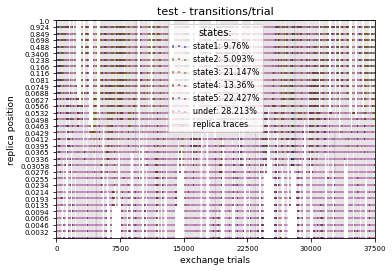 test - transitions/trial
states:
state1: 9.76%
state2: 5.093%
state3: 21.147%
state4: 13.36%
state5: 22.427%
undef: 28.213%
replica traces
replica position
1.0
0.924
0.849
0.698
0.488
0.3406
0.238
0.166
0.116
0.081
0.0749
0.0688
0.0627
0.0566
0.0532
0.0498
0.0463
0.0429
0.0412
0.0395
0.0365
0.0336
0.03058
0.0276
0.0255
0.0234
0.0214
0.0193
0.0135
0.0094
0.0066
0.0046
0.0032
0 7500 15000 22500 30000 37500
exchange trials